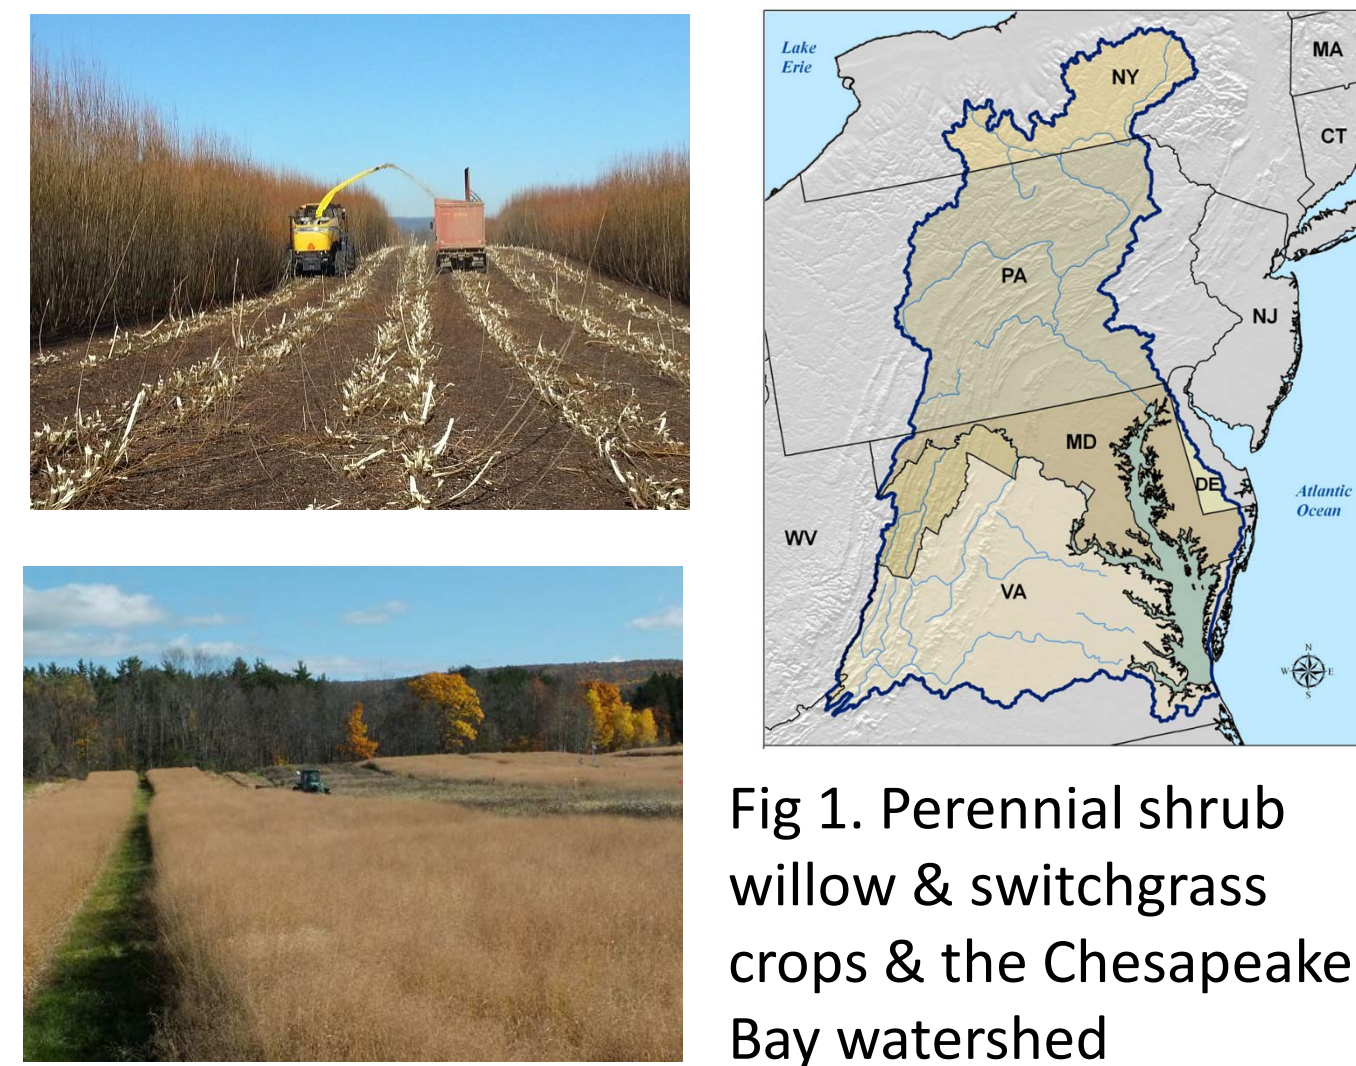 Lake
Erie
NY
MA
CT
PA
NJ
MD
DE
WV
VA
Atlantic
Ocean
N
W
E
S
Fig 1. Perennial shrub
willow & switchgrass
crops & the Chesapeake
Bay watershed